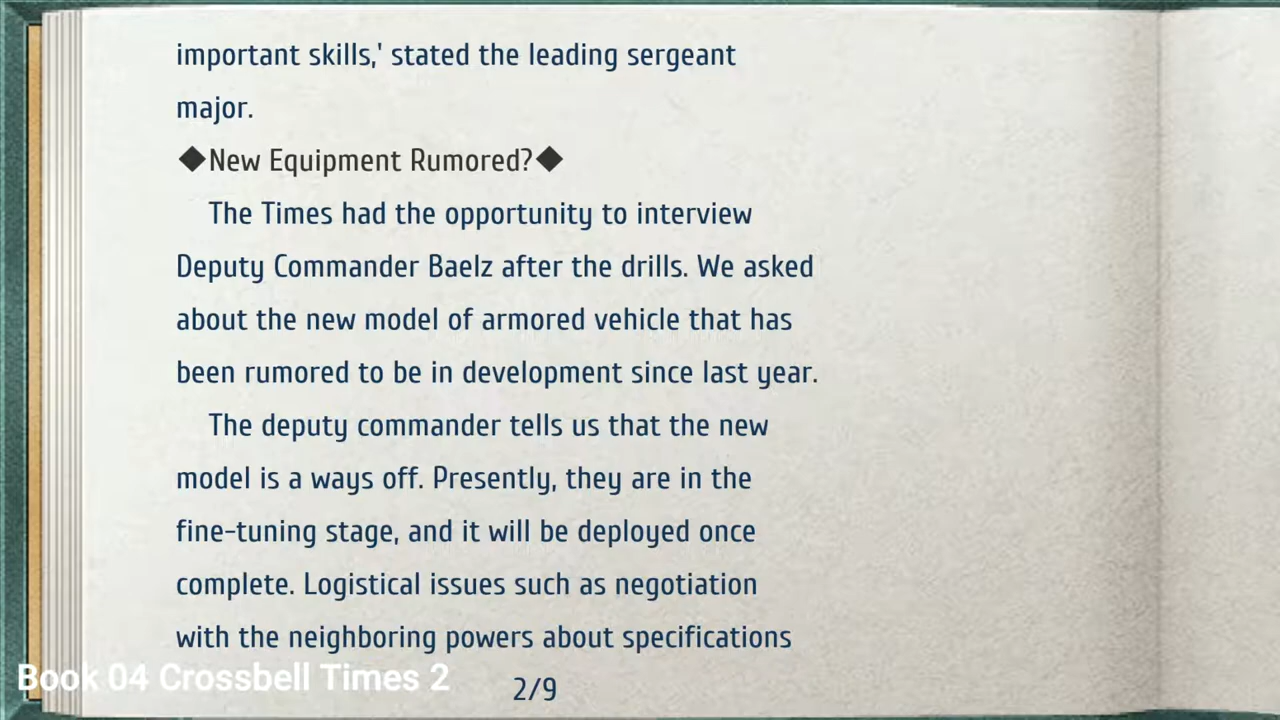 important skills,' stated the leading sergeant
major.
◆New Equipment Rumored?◆
The Times had the opportunity to interview
Deputy Commander Baelz after the drills. We asked
about the new model of armored vehicle that has
been rumored to be in development since last year.
The deputy commander tells us that the new
model is a ways off. Presently, they are in the
fine-tuning stage, and it will be deployed once
complete. Logistical issues such as negotiation
with the neighboring powers about specifications
Book 04 Crossbell Times 2
2/9